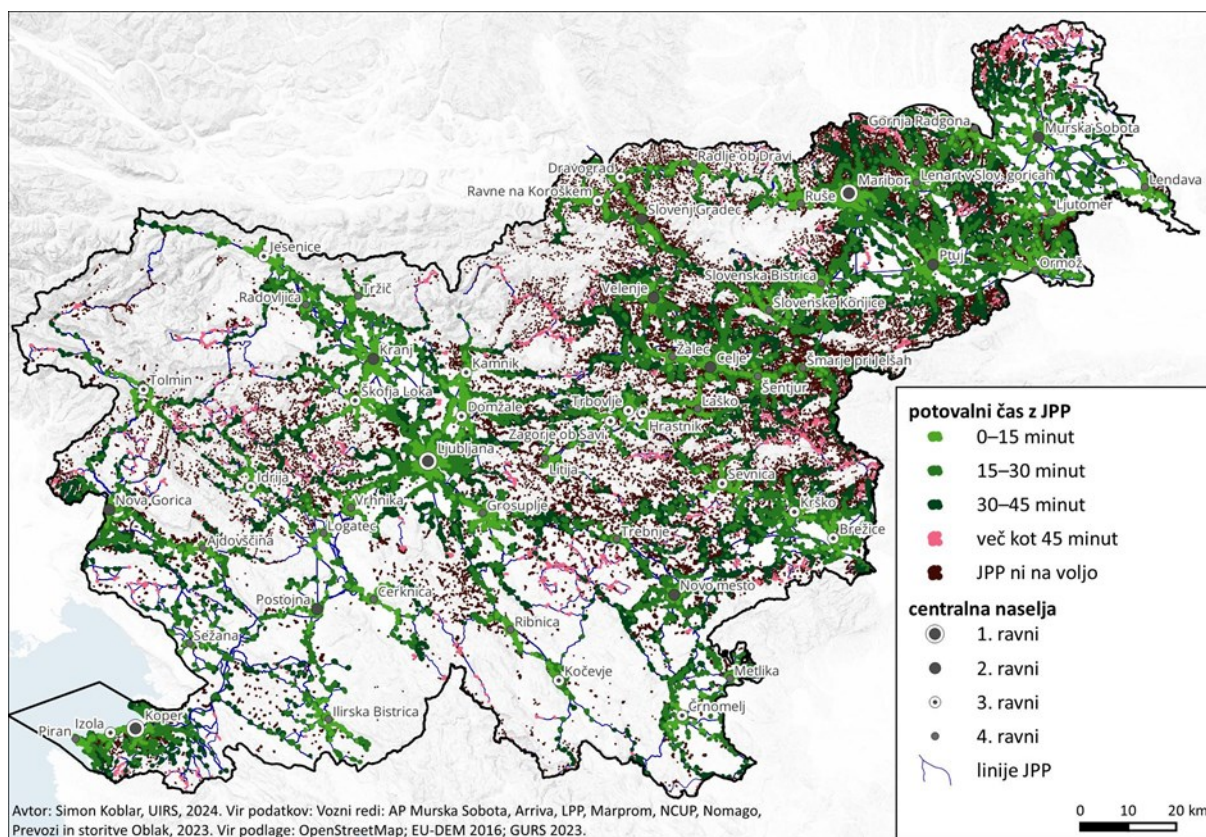 Gornja Radgona
Murska Sobota
Radlje ob Dravi
Dravograd
Maribor
Lenart v Slov. goricah
Lendava
Ravne na Koroškem
Ruše
Slovenj Gradec
Ljutomer
Jesenice
Ptuj
Ormož
Slovenska Bistrica
Tržič
Velenje
Radovljica
Slovenske Konjice
Kranj
Žalec
Celje
Šmarje pri Jelšah
Kamnik
Tolmin
Škofja Loka
Šentjur
Trbovlje
Laško
Domžale
Hrastnik
Zagorje ob Savi
Ljubljana
Litija
Sevnica
Idrija
Nova Gorica
Vrhnika
Grosuplje
Krško
Logatec
Trebnje
Brežice
Ajdovščina
Novo mesto
Postojna
Cerknica
Ribnica
Sežana
Kočevje
Metlika
Črnomelj
Koper
Izola
Ilirska Bistrica
Piran
potovalni čas z JPP
0–15 minut
15–30 minut
30–45 minut
več kot 45 minut
JPP ni na voljo
centralna naselja
1. ravni
2. ravni
3. ravni
4. ravni
linije JPP
0 10 20 km
Avtor: Simon Koblar, UIRS, 2024. Vir podatkov: Vozni redi: AP Murska Sobota, Arriva, LPP, Marprom, NCUP, Nomago,
Prevozi in storitve Oblak, 2023. Vir podlage: OpenStreetMap; EU-DEM 2016; GURS 2023.